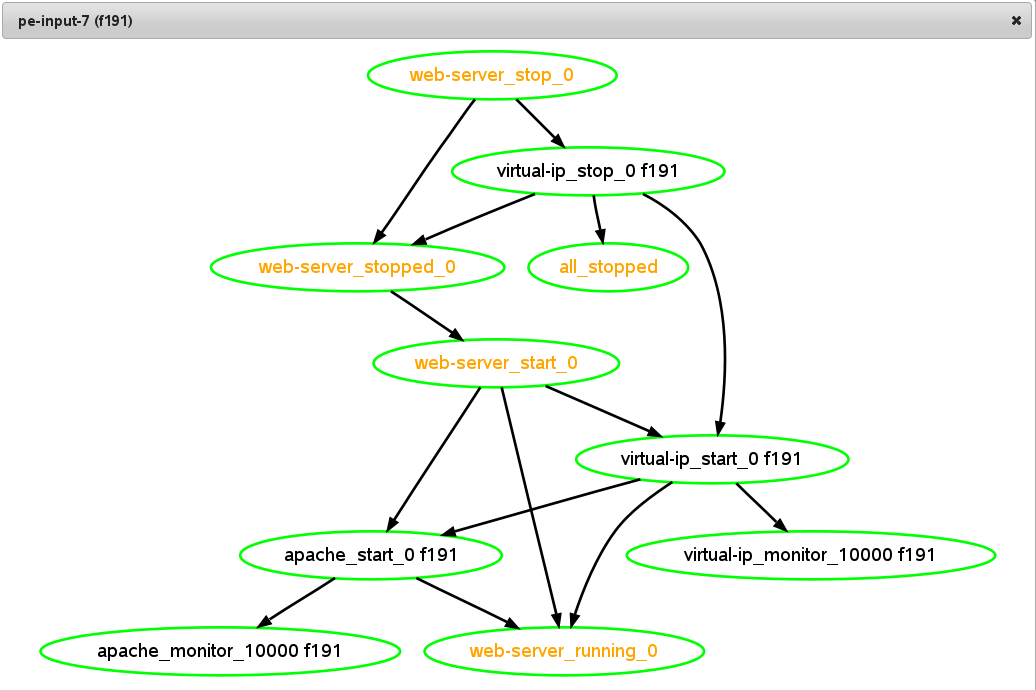 pe-input-7 (f191)
web-server_stop_0
virtual-ip_stop_0 f191
web-server_stopped_0
all_stopped
web-server_start_0
virtual-ip_start_0 f191
apache_start_0 f191
virtual-ip_monitor_10000 f191
apache_monitor_10000 f191
web-server_running_0